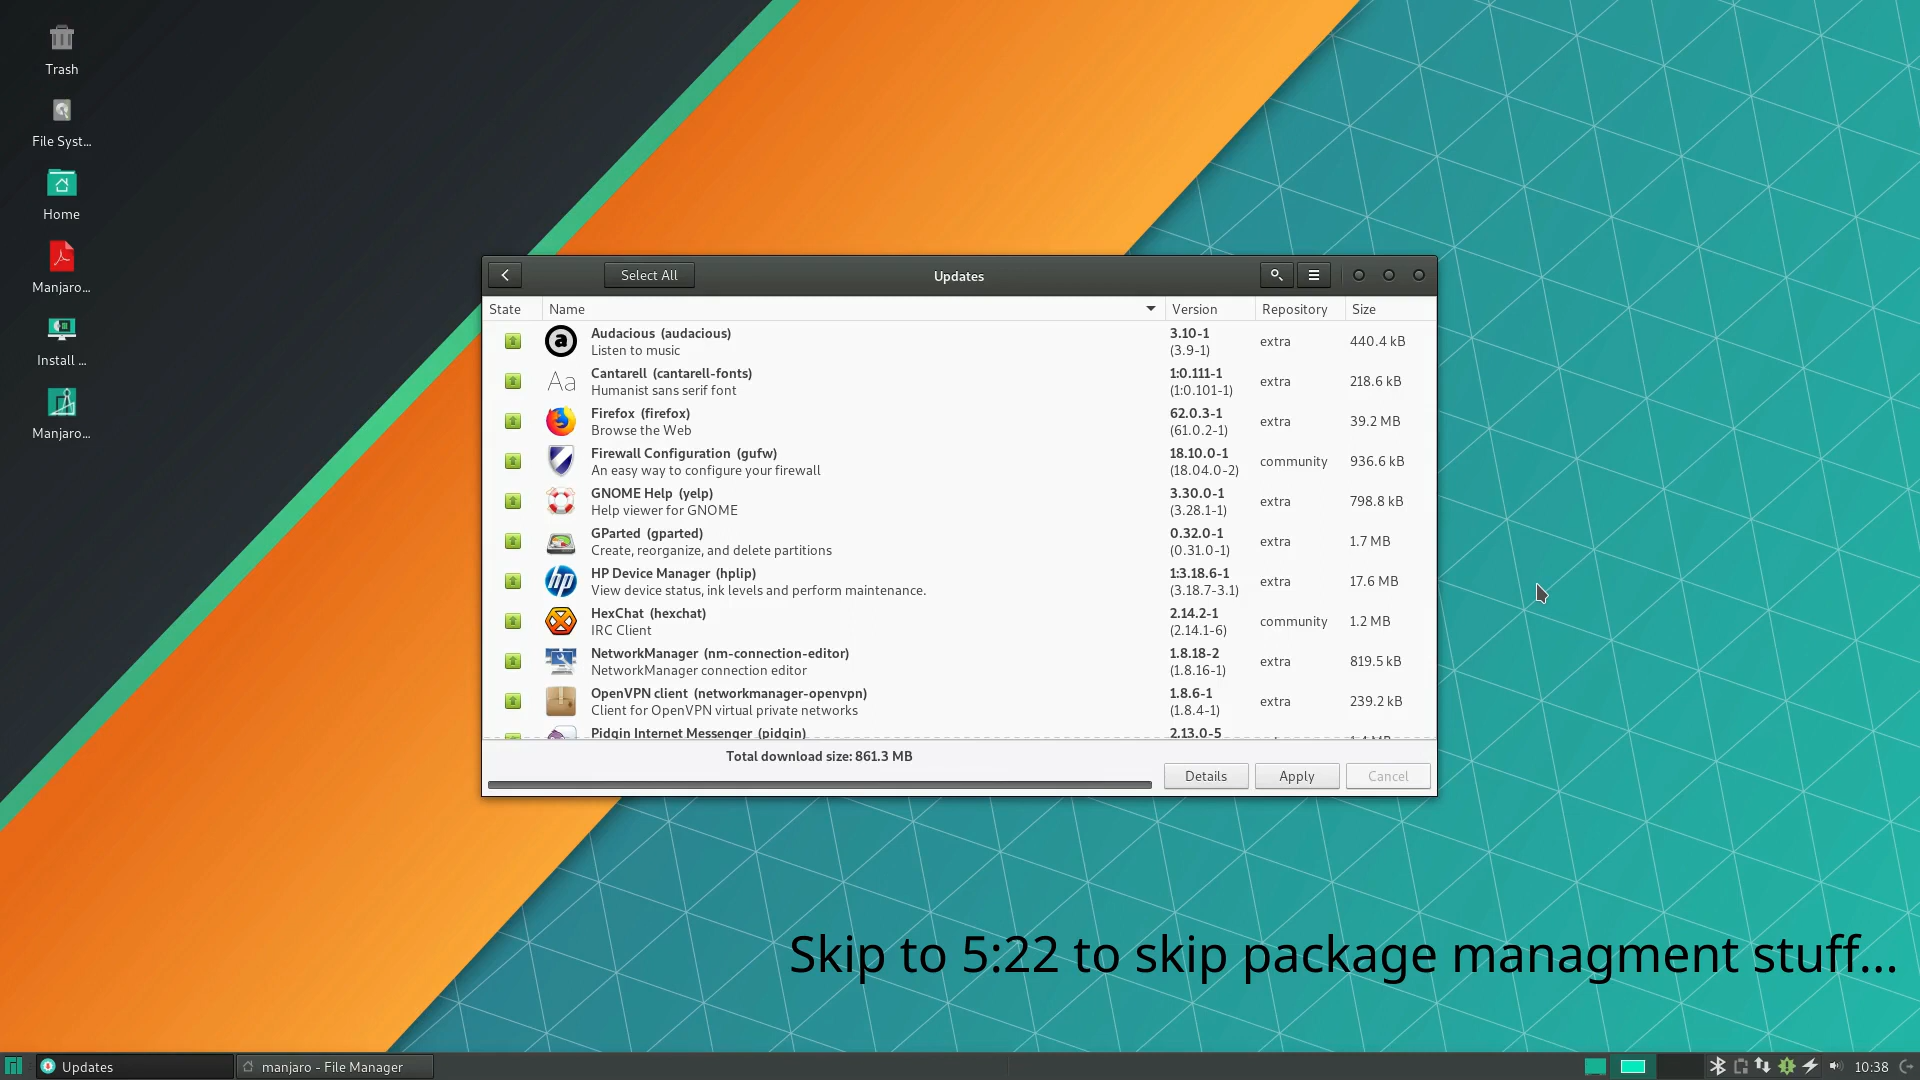 Trash
File Syst...
Home
Manjaro...
Install ...
Manjaro...
Select All
Updates
State Name Version Repository Size
Audacious (audacious) 3.10-1
Listen to music (3.9-1) extra 440.4 kB
Cantarell (cantarell-fonts) 1:0.111-1
Humanist sans serif font (1:0.101-1) extra 218.6 kB
Firefox (firefox) 62.0.3-1
Browse the Web (61.0.2-1) extra 39.2 MB
Firewall Configuration (gufw) 18.10.0-1
An easy way to configure your firewall (18.04.0-2) community 936.6 kB
GNOME Help (yelp) 3.30.0-1
Help viewer for GNOME (3.28.1-1) extra 798.8 kB
GParted (gparted) 0.32.0-1
Create, reorganize, and delete partitions (0.31.0-1) extra 1.7 MB
HP Device Manager (hplip) 1:3.18.6-1
View device status, ink levels and perform maintenance. (3.18.7-3.1) extra 17.6 MB
HexChat (hexchat) 2.14.2-1
IRC Client (2.14.1-6) community 1.2 MB
NetworkManager (nm-connection-editor) 1.8.18-2
NetworkManager connection editor (1.8.16-1) extra 819.5 kB
OpenVPN client (networkmanager-openvpn) 1.8.6-1
Client for OpenVPN virtual private networks (1.8.4-1) extra 239.2 kB
Pidgin Internet Messenger (pidgin) 2.13.0-5
Total download size: 861.3 MB
Details Apply Cancel
Skip to 5:22 to skip package managment stuff...
Updates manjaro - File Manager 10:38